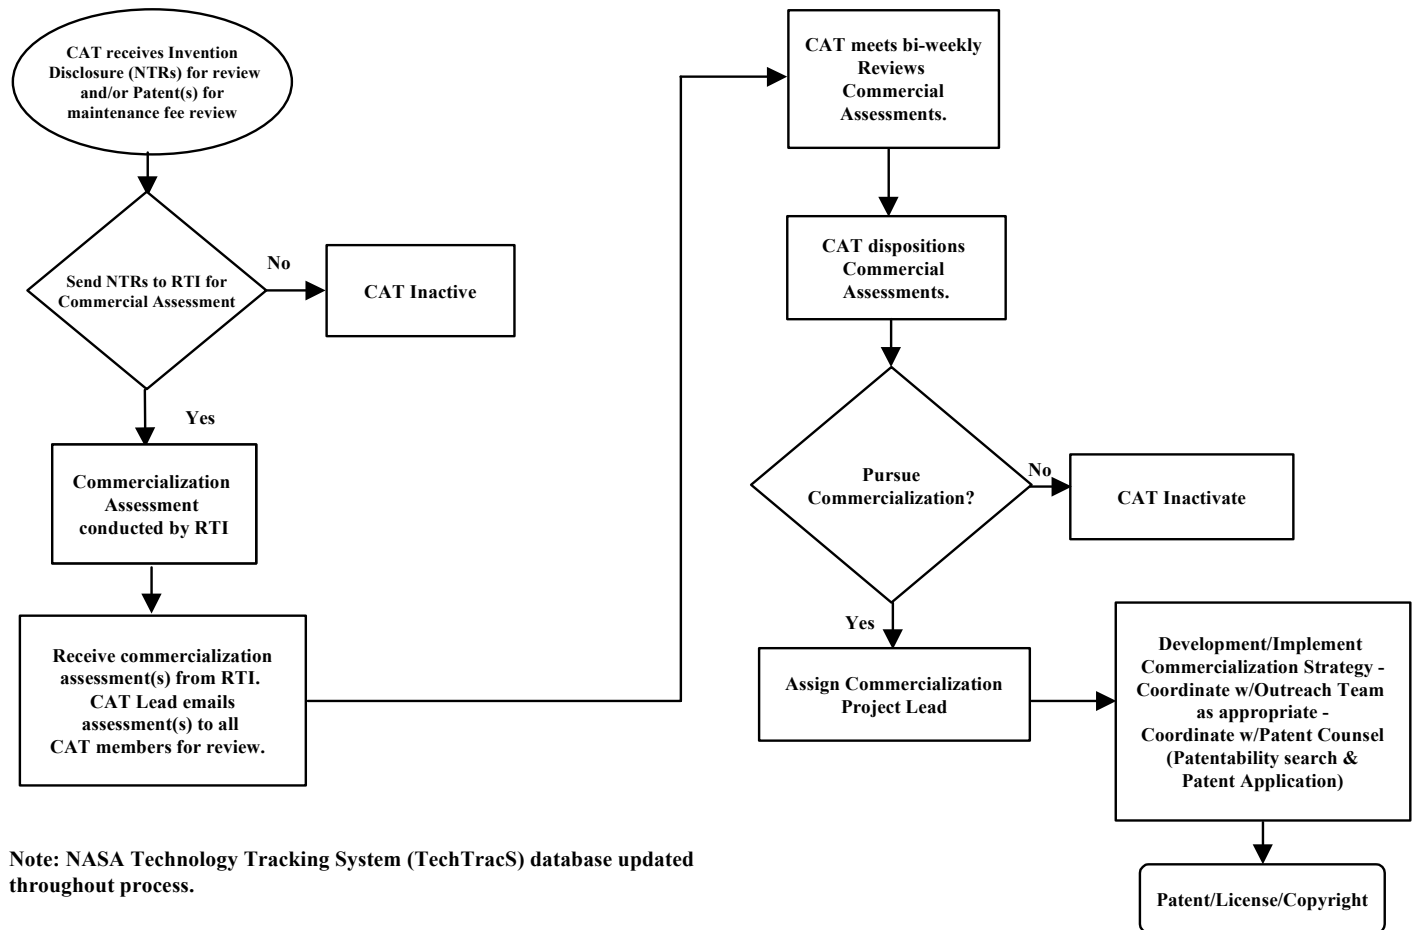 CAT receives Invention
Disclosure (NTRs) for review
and/or Patent(s) for
maintenance fee review
Send NTRs to RTI for
Commercial Assessment
No
CAT Inactive
Yes
Commercialization
Assessment
conducted by RTI
Receive commercialization
assessment(s) from RTI.
CAT Lead emails
assessment(s) to all
CAT members for review.
CAT meets bi-weekly
Reviews
Commercial
Assessments.
CAT dispositions
Commercial
Assessments.
Pursue
Commercialization?
No
CAT Inactivate
Yes
Assign Commercialization
Project Lead
Development/Implement
Commercialization Strategy -
Coordinate w/Outreach Team
as appropriate -
Coordinate w/Patent Counsel
(Patentability search &
Patent Application)
Patent/License/Copyright
Note: NASA Technology Tracking System (TechTracS) database updated
throughout process.